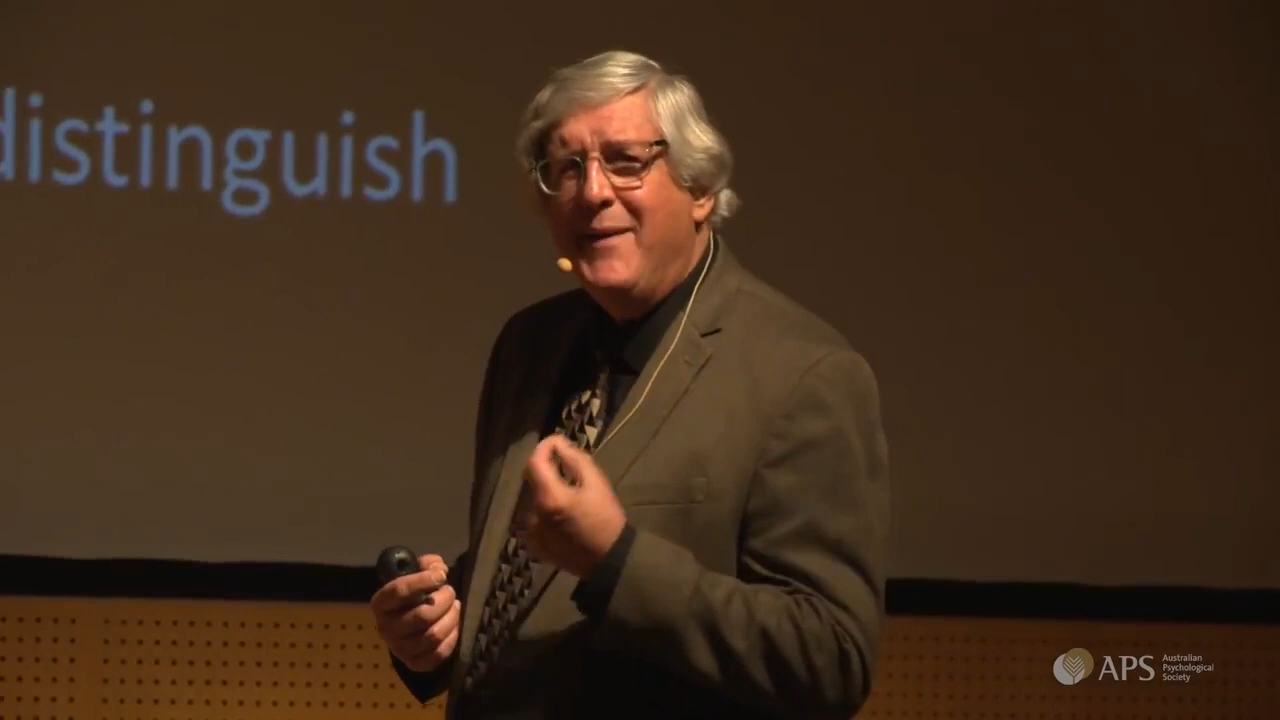 distinguish
APS
Australian
Psychological
Society